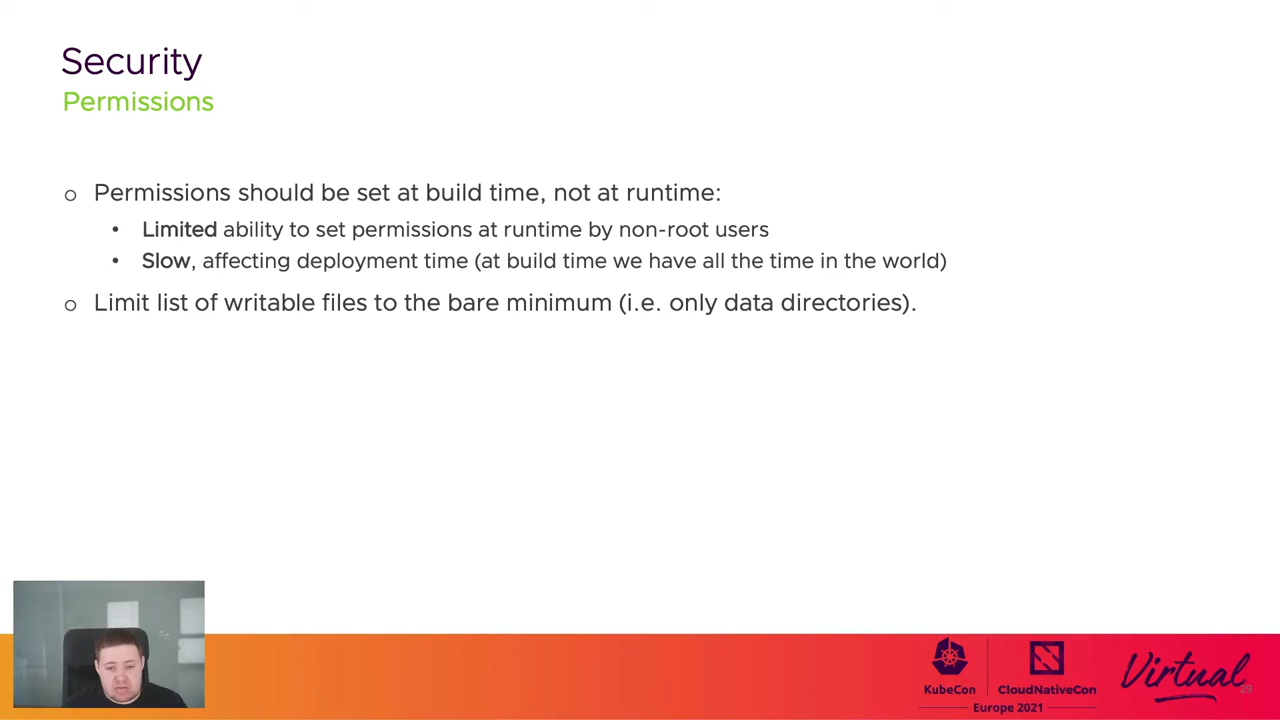 Security
Permissions
o Permissions should be set at build time, not at runtime:
• Limited ability to set permissions at runtime by non-root users
• Slow, affecting deployment time (at build time we have all the time in the world)
o Limit list of writable files to the bare minimum (i.e. only data directories).
KubeCon
CloudNativeCon
Europe 2021
Virtual
29